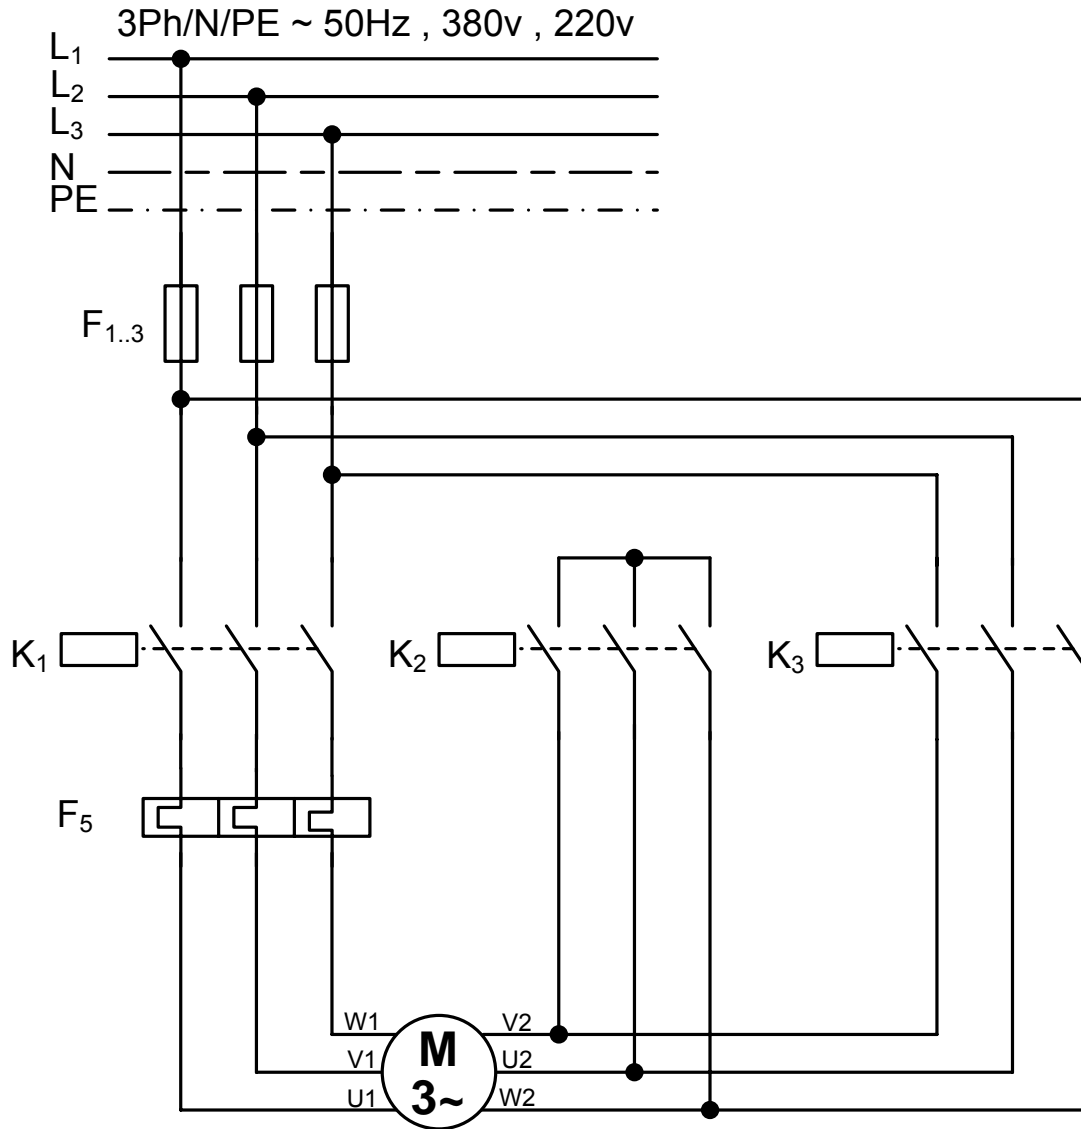 3Ph/N/PE ~ 50Hz , 380v , 220v
L1
L2
L3
N
PE
F1..3
K1
K2
K3
F5
W1
V2
V1
M
U2
U1
3~
W2